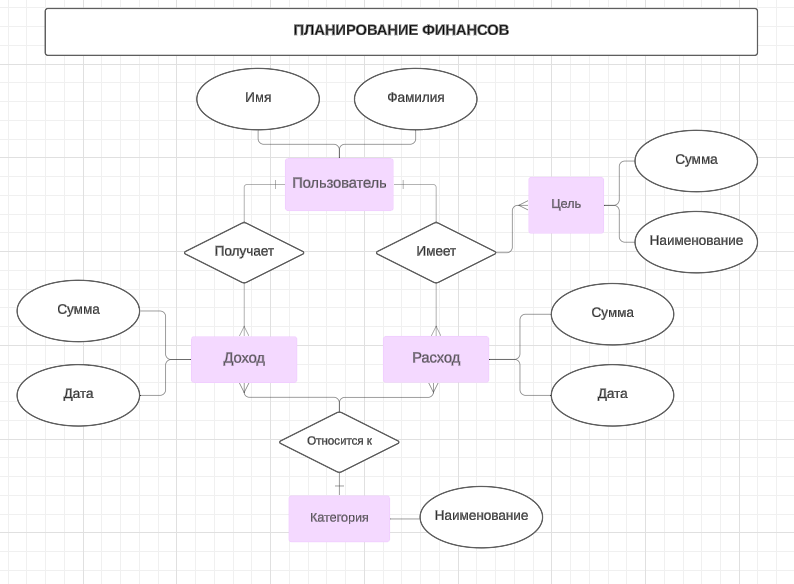 ПЛАНИРОВАНИЕ ФИНАНСОВ
Имя
Фамилия
Пользователь
Цель
Сумма
Наименование
Получает
Имеет
Сумма
Дата
Доход
Расход
Сумма
Дата
Относится к
Категория
Наименование